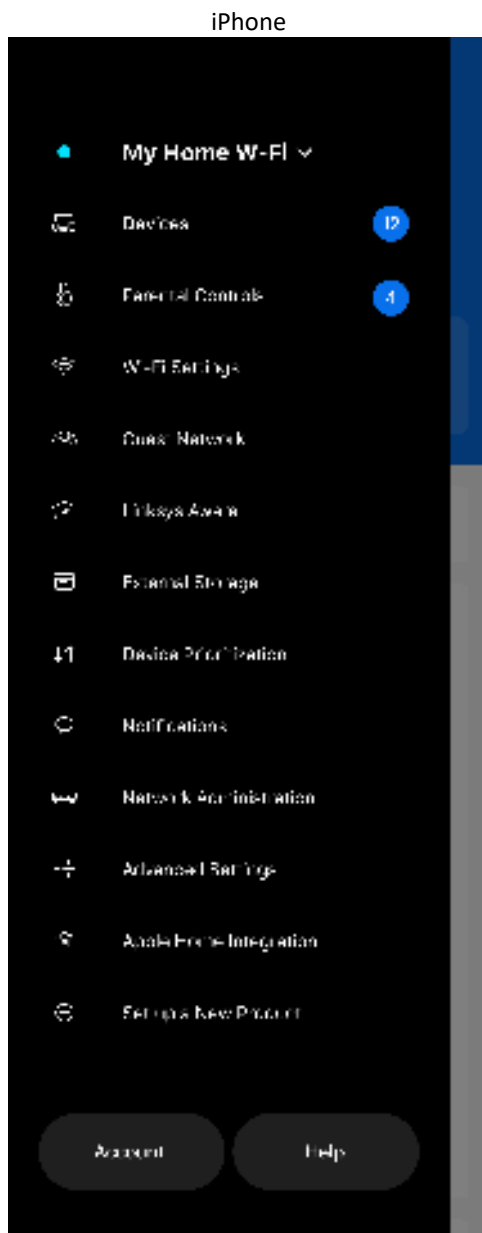 iPhone
My Home W-Fi
Devices 12
Parental Controls 4
Wi-Fi Settings
Guest Network
Linksys Aware
External Storage
Device Prioritization
Notifications
Network Administration
Advanced Settings
Apple Home Integration
Set up a New Product
Account Help